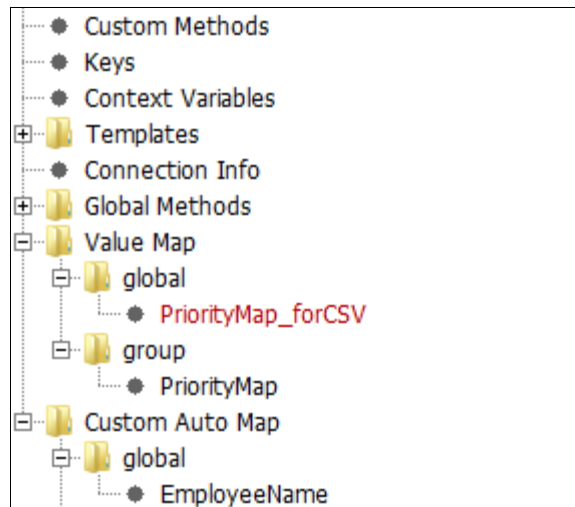 Custom Methods
Keys
Context Variables
Templates
Connection Info
Global Methods
Value Map
global
PriorityMap_forCSV
group
PriorityMap
Custom Auto Map
global
EmployeeName